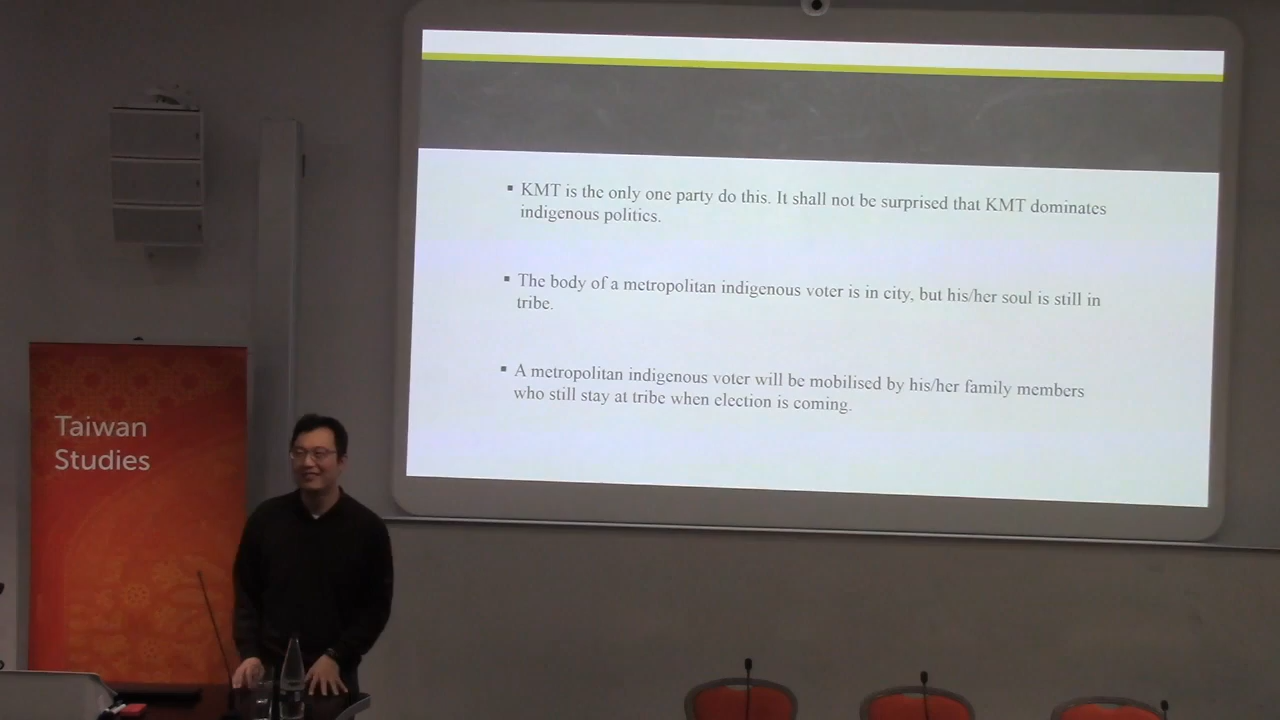 KMT is the only one party do this. It shall not be surprised that KMT dominates
indigenous politics.
The body of a metropolitan indigenous voter is in city, but his/her soul is still in
tribe.
A metropolitan indigenous voter will be mobilised by his/her family members
who still stay at tribe when election is coming.
Taiwan
Studies